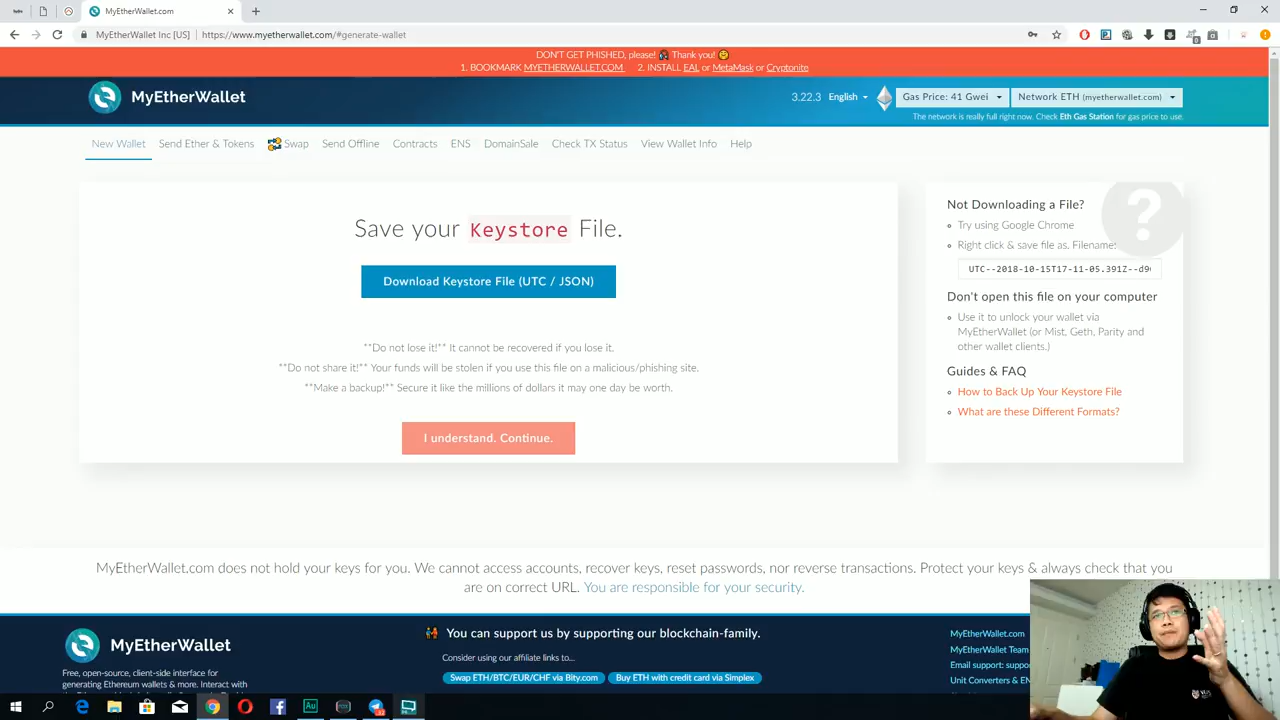 MyEtherWallet.com
MyEtherWallet Inc [US]
https://www.myetherwallet.com/#generate-wallet
DON'T GET PHISHED, please! Thank you!
1. BOOKMARK MYETHERWALLET.COM 2. INSTALL EAL or MetaMask or Cryptonite
MyEtherWallet
3.22.3 English
Gas Price: 41 Gwei
Network ETH (myetherwallet.com)
The network is really full right now. Check Eth Gas Station for gas price to use.
New Wallet Send Ether & Tokens Swap Send Offline Contracts ENS DomainSale Check TX Status View Wallet Info Help
Save your Keystore File.
Download Keystore File (UTC / JSON)
**Do not lose it!** It cannot be recovered if you lose it.
**Do not share it!** Your funds will be stolen if you use this file on a malicious/phishing site.
**Make a backup!** Secure it like the millions of dollars it may one day be worth.
I understand. Continue.
?
Not Downloading a File?
Try using Google Chrome
Right click & save file as. Filename:
UTC--2018-10-15T17-11-05.391Z--d9
Don't open this file on your computer
Use it to unlock your wallet via
MyEtherWallet (or Mist, Geth, Parity and
other wallet clients.)
Guides & FAQ
How to Back Up Your Keystore File
What are these Different Formats?
MyEtherWallet.com does not hold your keys for you. We cannot access accounts, recover keys, reset passwords, nor reverse transactions. Protect your keys & always check that you
are on correct URL. You are responsible for your security.
MyEtherWallet
Free, open-source, client-side interface for
generating Ethereum wallets & more. Interact with
You can support us by supporting our blockchain-family.
Consider using our affiliate links to...
Swap ETH/BTC/EUR/CHF via Bity.com
Buy ETH with credit card via Simplex
MyEtherWallet.com
MyEtherWallet Team
Email support: suppo
Unit Converters & EN
Au